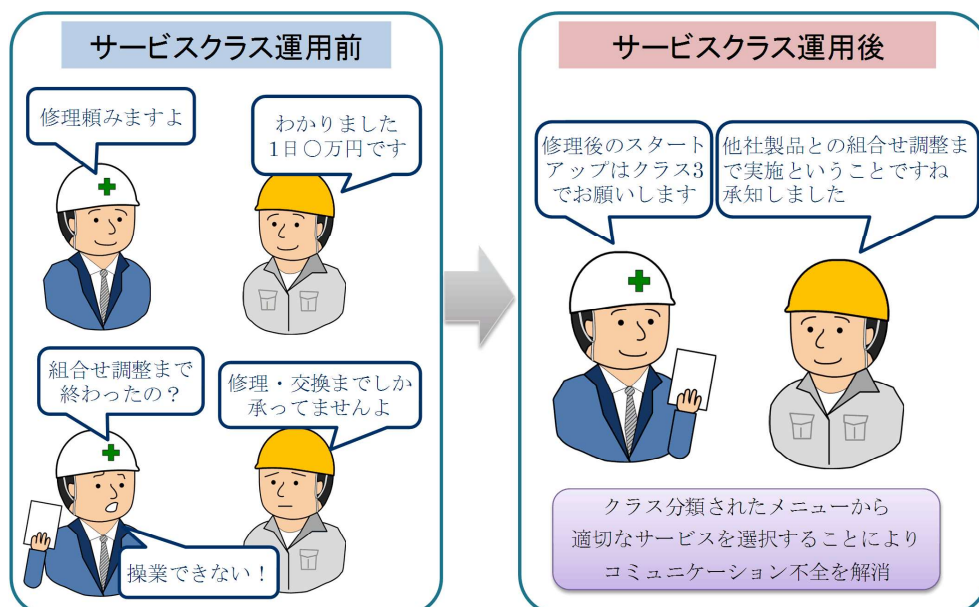 サービスクラス運用前
修理頼みますよ
わかりました
1日〇万円です
組合せ調整まで
終わったの？
修理・交換までしか
承ってませんよ
操業できない！
サービスクラス運用後
修理後のスタート
アップはクラス3
でお願いします
他社製品との組合せ調整ま
で実施ということですね
承知しました
クラス分類されたメニューから
適切なサービスを選択することにより
コミュニケーション不全を解消